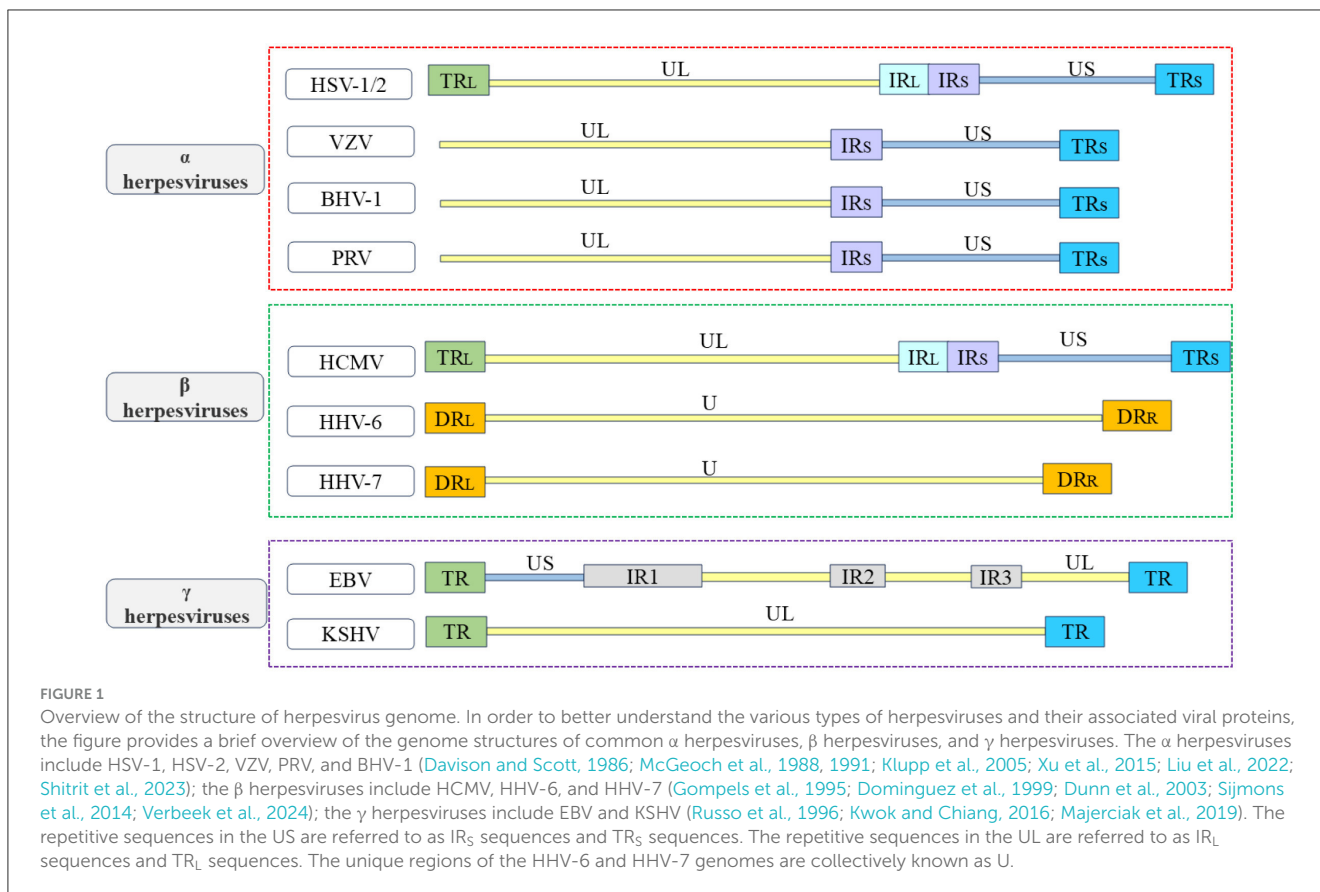 UL US
HSV-1/2 TRL IRL IRS TRS
UL US
VZV IRS TRS
α
herpesviruses
UL US
BHV-1 IRS TRS
UL US
PRV IRS TRS
UL US
HCMV TRL IRL IRS TRS
β
herpesviruses
U
HHV-6 DRL DRR
U
HHV-7 DRL DRR
US UL
EBV TR IR1 IR2 IR3 TR
γ
herpesviruses
UL
KSHV TR TR
FIGURE 1
Overview of the structure of herpesvirus genome. In order to better understand the various types of herpesviruses and their associated viral proteins,
the figure provides a brief overview of the genome structures of common α herpesviruses, β herpesviruses, and γ herpesviruses. The α herpesviruses
include HSV-1, HSV-2, VZV, PRV, and BHV-1 (Davison and Scott, 1986; McGeoch et al., 1988, 1991; Klupp et al., 2005; Xu et al., 2015; Liu et al., 2022;
Shitrit et al., 2023); the β herpesviruses include HCMV, HHV-6, and HHV-7 (Gompels et al., 1995; Dominguez et al., 1999; Dunn et al., 2003; Sijmons
et al., 2014; Verbeek et al., 2024); the γ herpesviruses include EBV and KSHV (Russo et al., 1996; Kwok and Chiang, 2016; Majerciak et al., 2019). The
repetitive sequences in the US are referred to as IRS sequences and TRS sequences. The repetitive sequences in the UL are referred to as IRL
sequences and TRL sequences. The unique regions of the HHV-6 and HHV-7 genomes are collectively known as U.